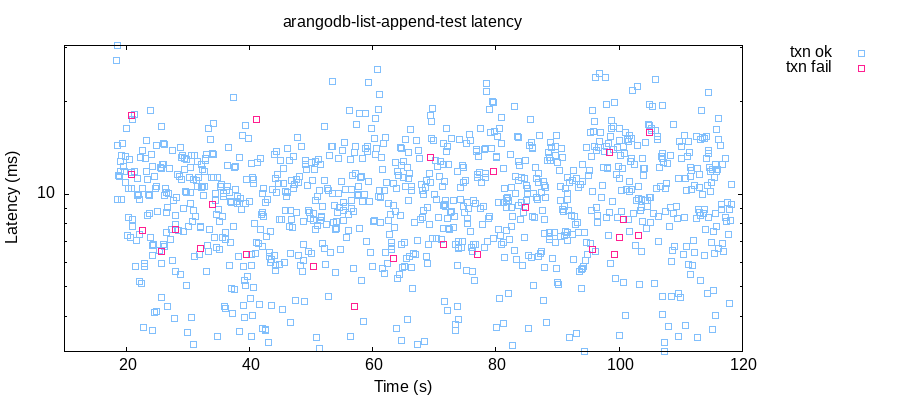 arangodb-list-append-test latency
txn ok
txn fail
Latency (ms)
10
20 40 60 80 100 120
Time (s)